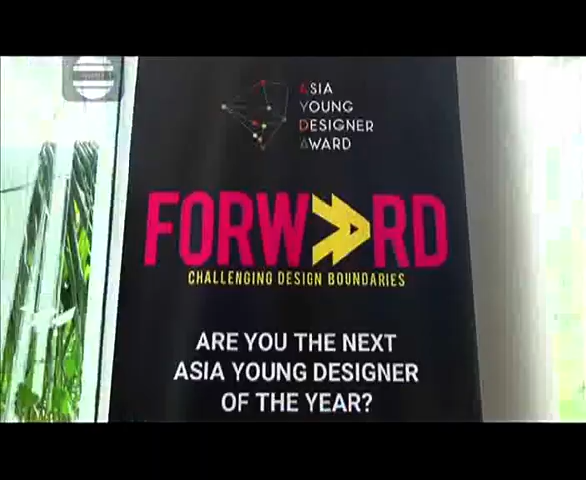 ASIA
YOUNG
DESIGNER
AWARD
FORWARD
CHALLENGING DESIGN BOUNDARIES
ARE YOU THE NEXT
ASIA YOUNG DESIGNER
OF THE YEAR?